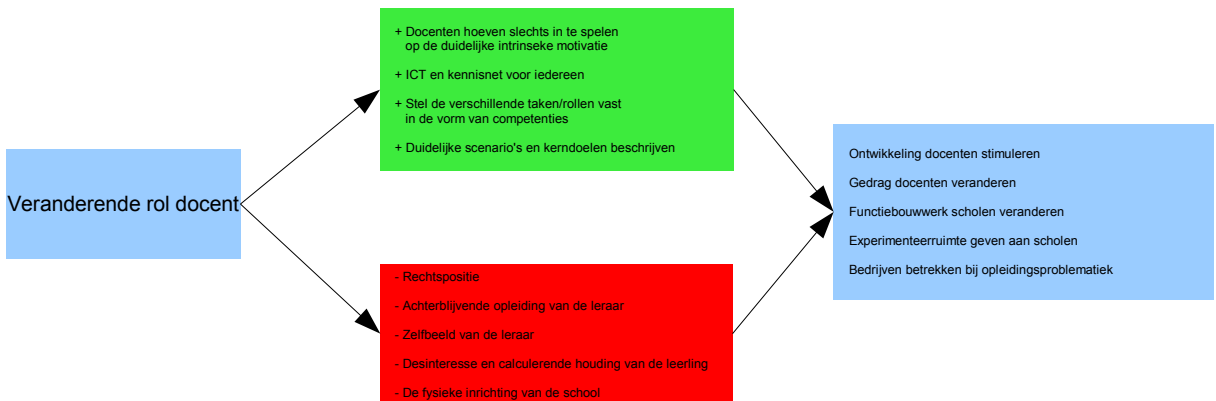 Veranderende rol docent
+ Docenten hoeven slechts in te spelen
op de duidelijke intrinseke motivatie
+ ICT en kennisnet voor iedereen
+ Stel de verschillende taken/rollen vast
in de vorm van competenties
+ Duidelijke scenario's en kerndoelen beschrijven
- Rechtspositie
- Achterblijvende opleiding van de leraar
- Zelfbeeld van de leraar
- Desinteresse en calculerende houding van de leerling
- De fysieke inrichting van de school
Ontwikkeling docenten stimuleren
Gedrag docenten veranderen
Functiebouwwerk scholen veranderen
Experimenteerruimte geven aan scholen
Bedrijven betrekken bij opleidingsproblematiek